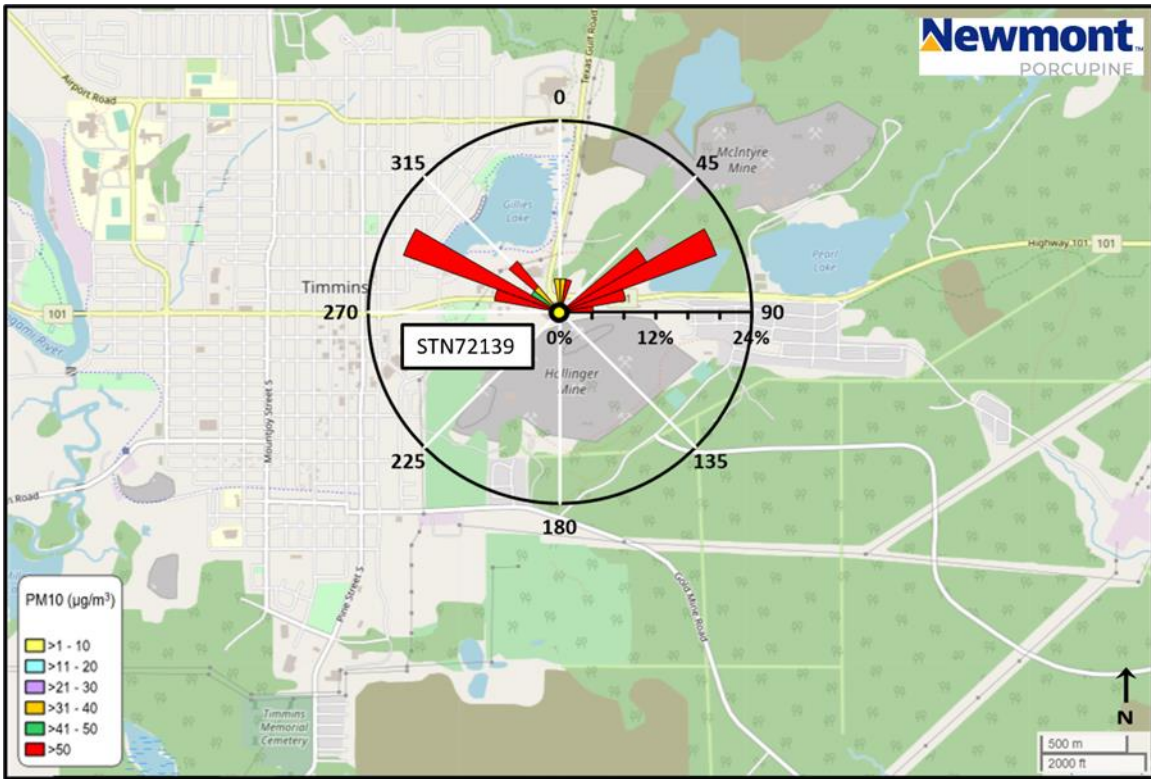 Newmont™
PORCUPINE
Airport Road
Texas Gulf Road
0
315
45
McIntyre
Mine
Gillies
Lake
Pearl
Lake
Highway 101
101
Timmins
101
270
90
0%
12%
24%
STN72139
Hollinger
Mine
Mountjoy Street S
225
135
180
Pine Street S
Gold Mine Road
Timmins
Memorial
Cemetery
PM10 (µg/m³)
>1 - 10
>11 - 20
>21 - 30
>31 - 40
>41 - 50
>50
N
500 m
2000 ft